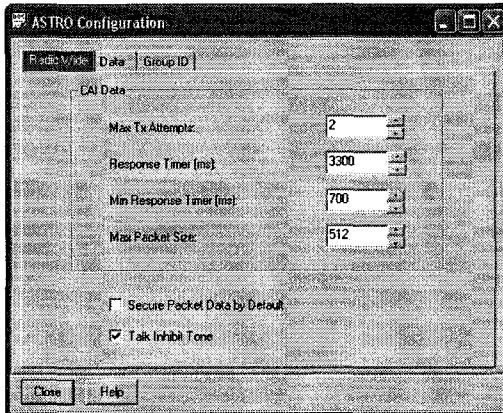 ASTRO Configuration
Radio Wide Data Group ID
CAI Data
Max Tx Attempts: 2
Response Timer (ms): 3300
Min Response Timer (ms): 700
Max Packet Size: 512
Secure Packet Data by Default
Talk Inhibit Tone
Close Help